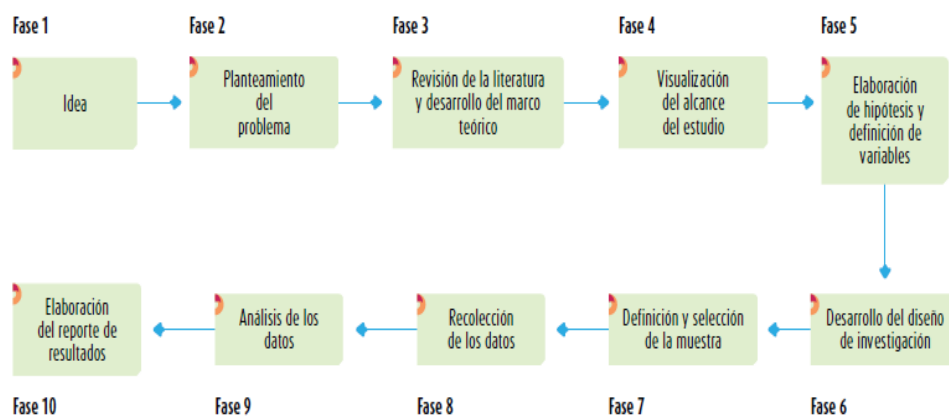 Fase 1
Idea
Fase 2
Planteamiento
del
problema
Fase 3
Revisión de la literatura
y desarrollo del marco
teórico
Fase 4
Visualización
del alcance
del estudio
Fase 5
Elaboración
de hipótesis y
definición de
variables
Desarrollo del diseño
de investigación
Fase 6
Definición y selección
de la muestra
Fase 7
Recolección
de los datos
Fase 8
Análisis de los
datos
Fase 9
Elaboración
del reporte de
resultados
Fase 10